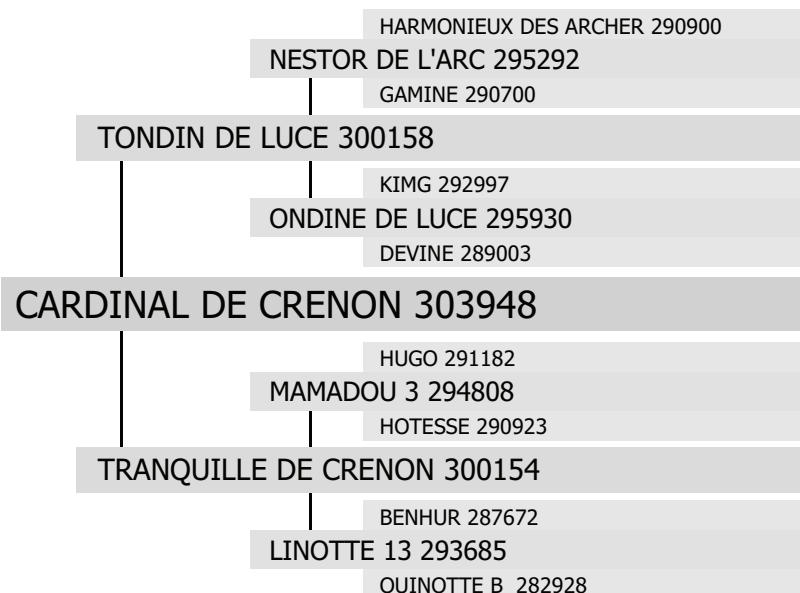 HARMONIEUX DES ARCHER 290900
NESTOR DE L'ARC 295292
GAMINE 290700
TONDIN DE LUCE 300158
KIMG 292997
ONDINE DE LUCE 295930
DEVINE 289003
CARDINAL DE CRENON 303948
HUGO 291182
MAMADOU 3 294808
HOTESSE 290923
TRANQUILLE DE CRENON 300154
BENHUR 287672
LINOTTE 13 293685
QUINOTTE B 282928